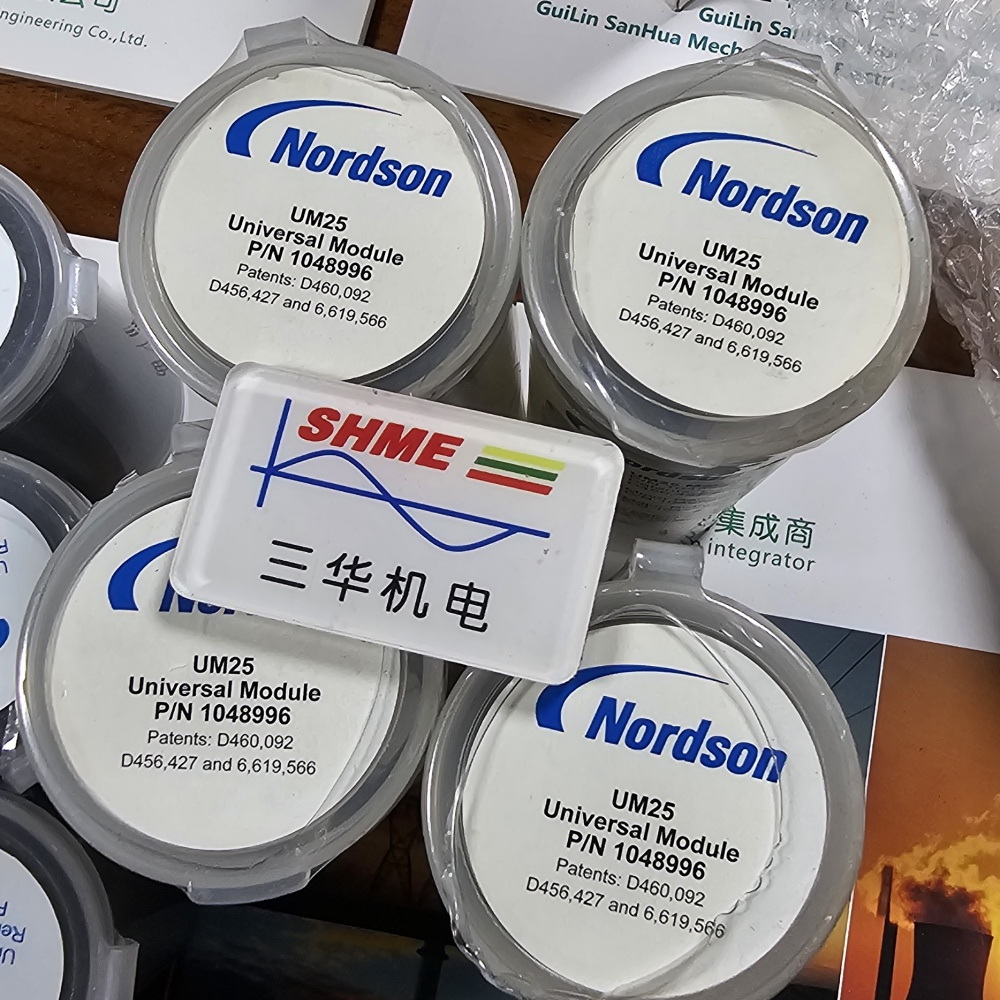 ngineering Co.,Ltd.
GuiLin SanHua Mech
GuiLin Sa
Nordson
UM25
Universal Module
P/N 1048996
Patents: D460,092
D456,427 and 6,619,566
Nordson
UM25
Universal Module
P/N 1048996
Patents: D460,092
D456,427 and 6,619,566
SHME
三华机电
集成商
integrator
UM25
Universal Module
P/N 1048996
Patents: D460,092
D456,427 and 6,619,566
Nordson
UM25
Universal Module
P/N 1048996
Patents: D460,092
D456,427 and 6,619,566